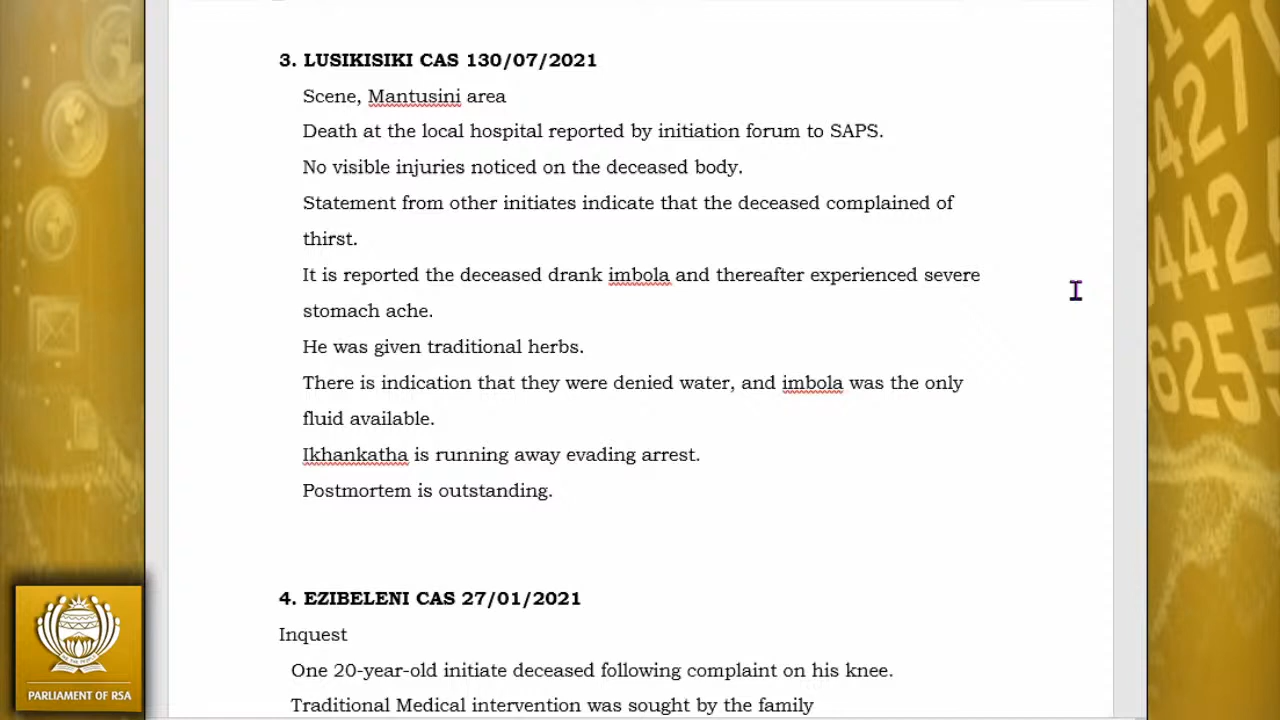 3. LUSIKISIKI CAS 130/07/2021
Scene, Mantusini area
Death at the local hospital reported by initiation forum to SAPS.
No visible injuries noticed on the deceased body.
Statement from other initiates indicate that the deceased complained of
thirst.
It is reported the deceased drank imbola and thereafter experienced severe
stomach ache.
He was given traditional herbs.
There is indication that they were denied water, and imbola was the only
fluid available.
Ikhankatha is running away evading arrest.
Postmortem is outstanding.
4. EZIBELENI CAS 27/01/2021
Inquest
One 20-year-old initiate deceased following complaint on his knee.
Traditional Medical intervention was sought by the family
PARLIAMENT OF RSA